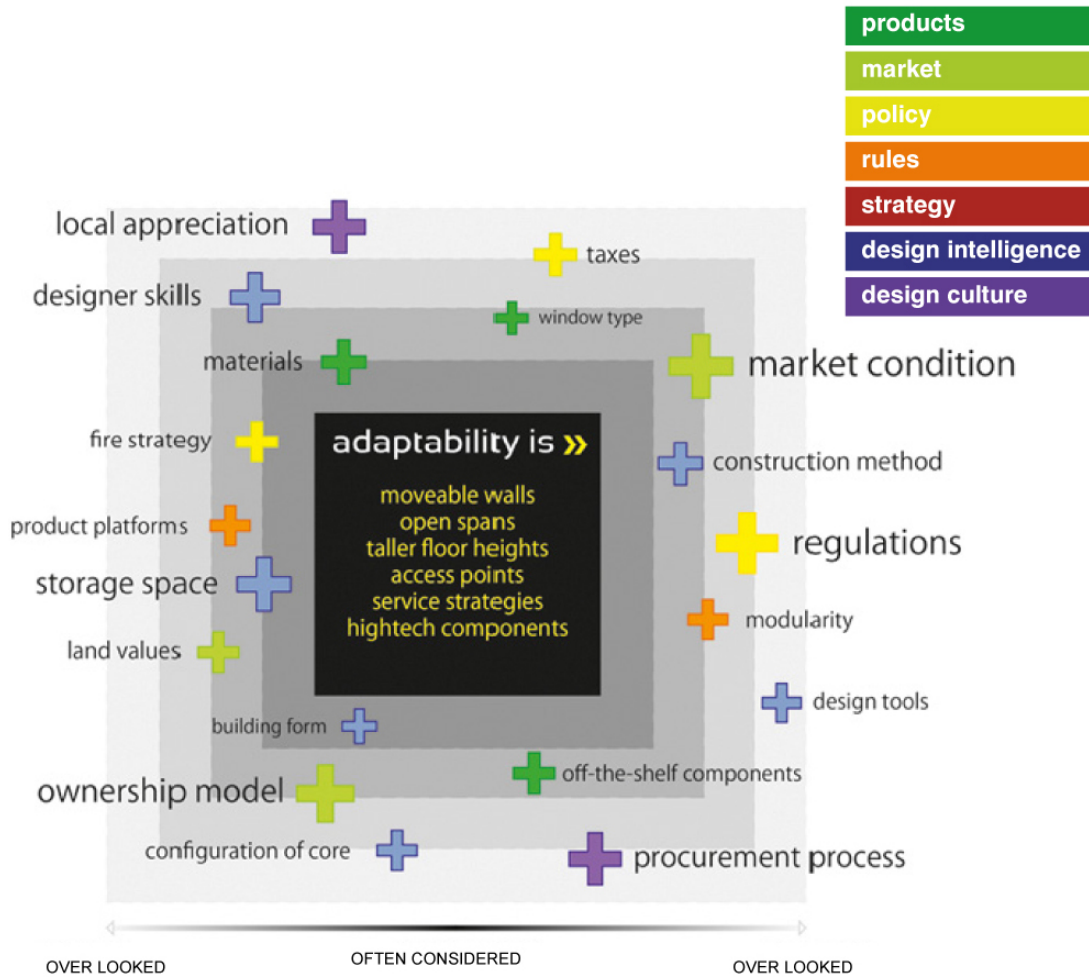 products
market
policy
rules
strategy
design intelligence
design culture
local appreciation
taxes
designer skills
window type
materials
market condition
fire strategy
adaptability is »
construction method
moveable walls
open spans
product platforms
taller floor heights
regulations
access points
storage space
service strategies
hightech components
modularity
land values
design tools
building form
off-the-shelf components
ownership model
configuration of core
procurement process
OVER LOOKED
OFTEN CONSIDERED
OVER LOOKED